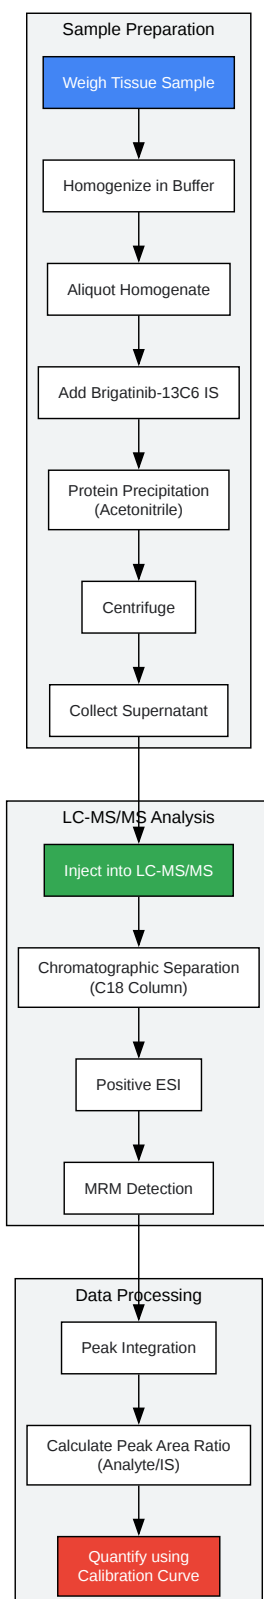 Sample Preparation
Weigh Tissue Sample
Homogenize in Buffer
Aliquot Homogenate
Add Brigatinib-13C6 IS
Protein Precipitation
(Acetonitrile)
Centrifuge
Collect Supernatant
LC-MS/MS Analysis
Inject into LC-MS/MS
Chromatographic Separation
(C18 Column)
Positive ESI
MRM Detection
Data Processing
Peak Integration
Calculate Peak Area Ratio
(Analyte/IS)
Quantify using
Calibration Curve